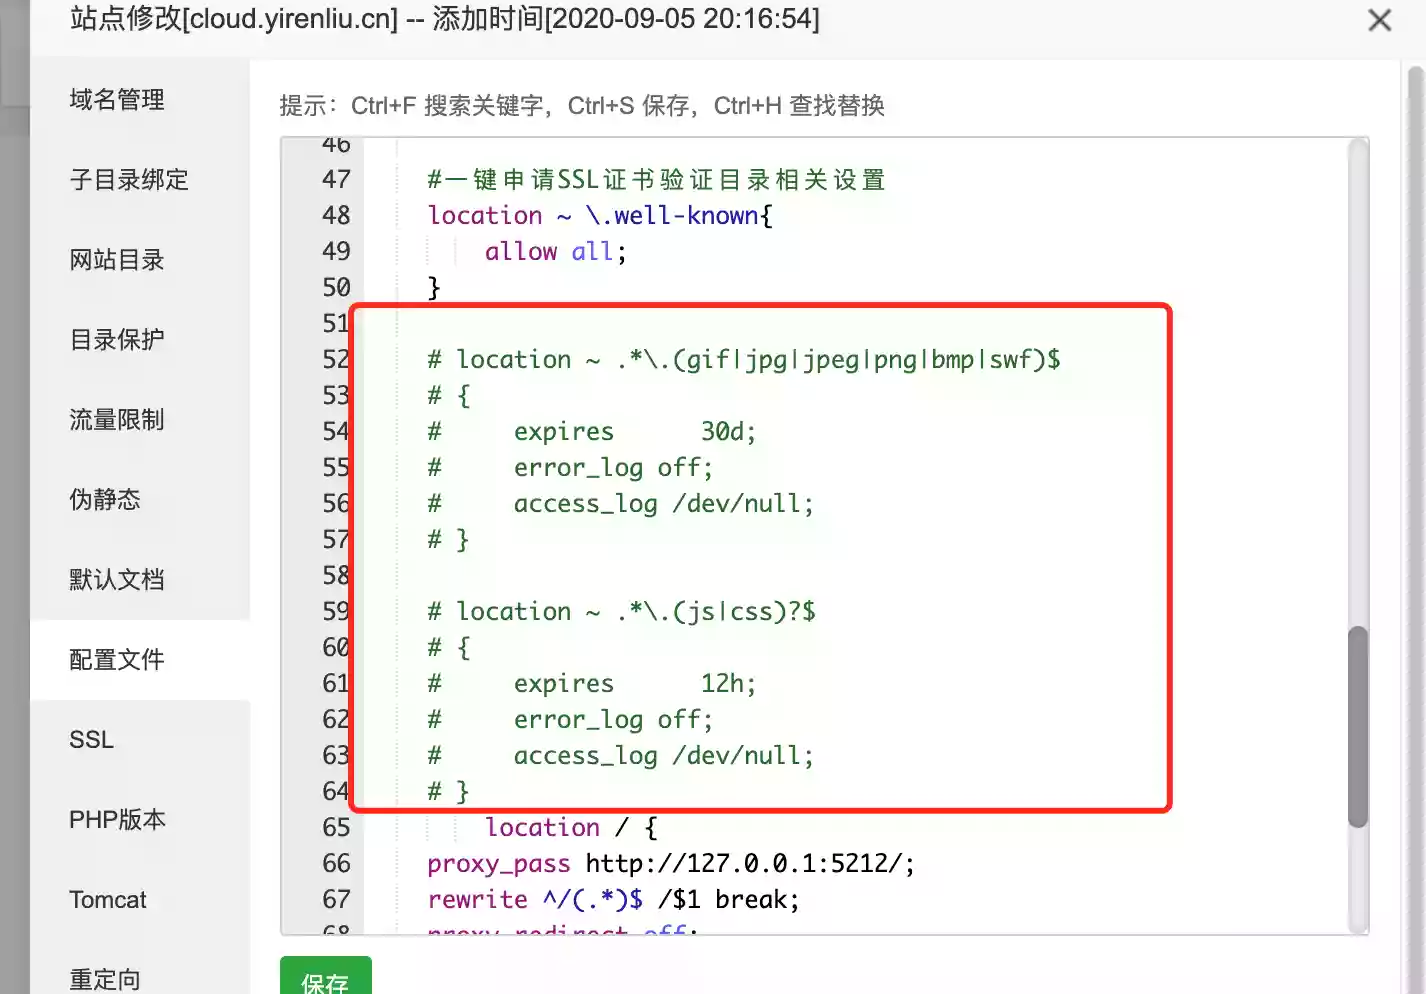 站点修改[cloud.yirenliu.cn] -- 添加时间[2020-09-05 20:16:54]
域名管理
子目录绑定
网站目录
目录保护
流量限制
伪静态
默认文档
配置文件
SSL
PHP版本
Tomcat
重定向
提示：Ctrl+F 搜索关键字，Ctrl+S 保存，Ctrl+H 查找替换
46
47 #一键申请SSL证书验证目录相关设置
48 location ~ \.well-known{
49 allow all;
50 }
51
52 # location ~ .*\.(gif|jpg|jpeg|png|bmp|swf)$
53 # {
54 # expires 30d;
55 # error_log off;
56 # access_log /dev/null;
57 # }
58
59 # location ~ .*\.(js|css)?$
60 # {
61 # expires 12h;
62 # error_log off;
63 # access_log /dev/null;
64 # }
65 location / {
66 proxy_pass http://127.0.0.1:5212/;
67 rewrite ^/(.*)$ /$1 break;
68 proxy_redirect off;
保存